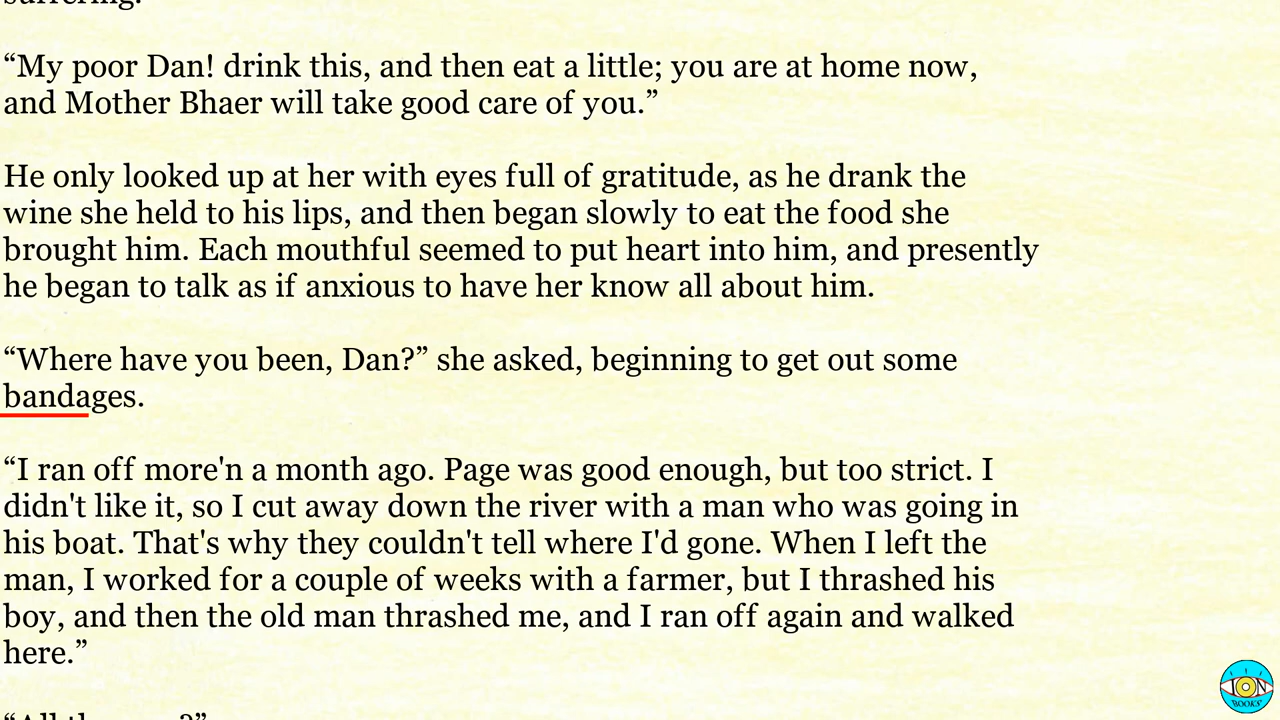 suffering.
“My poor Dan! drink this, and then eat a little; you are at home now,
and Mother Bhaer will take good care of you.”
He only looked up at her with eyes full of gratitude, as he drank the
wine she held to his lips, and then began slowly to eat the food she
brought him. Each mouthful seemed to put heart into him, and presently
he began to talk as if anxious to have her know all about him.
“Where have you been, Dan?” she asked, beginning to get out some
bandages.
“I ran off more'n a month ago. Page was good enough, but too strict. I
didn't like it, so I cut away down the river with a man who was going in
his boat. That's why they couldn't tell where I'd gone. When I left the
man, I worked for a couple of weeks with a farmer, but I thrashed his
boy, and then the old man thrashed me, and I ran off again and walked
here.”
ION
BOOKS